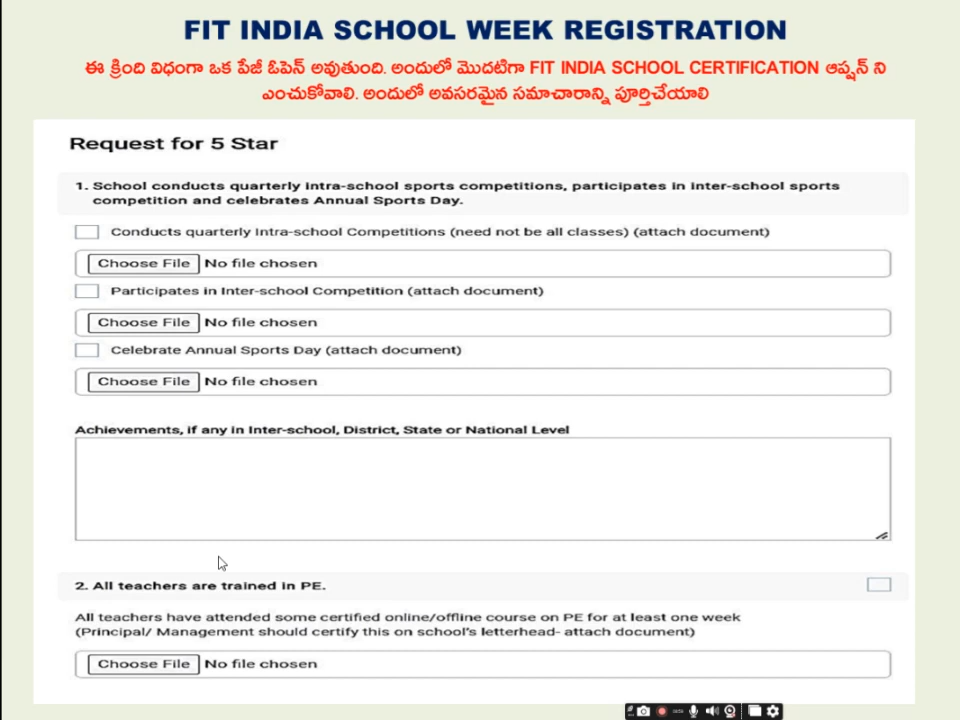 FIT INDIA SCHOOL WEEK REGISTRATION
ఈ క్రింది విధంగా ఒక పేజీ ఓపెన్ అవుతుంది. అందులో మొదటిగా FIT INDIA SCHOOL CERTIFICATION ఆప్షన్ ని
ఎంచుకోవాలి. అందులో అవసరమైన సమాచారాన్ని పూర్తిచేయాలి
Request for 5 Star
1. School conducts quarterly intra-school sports competitions, participates in inter-school sports
competition and celebrates Annual Sports Day.
Conducts quarterly Intra-school Competitions (need not be all classes) (attach document)
Choose File No file chosen
Participates in Inter-school Competition (attach document)
Choose File No file chosen
Celebrate Annual Sports Day (attach document)
Choose File No file chosen
Achievements, if any in Inter-school, District, State or National Level
2. All teachers are trained in PE.
All teachers have attended some certified online/offline course on PE for at least one week
(Principal/ Management should certify this on school's letterhead- attach document)
Choose File No file chosen